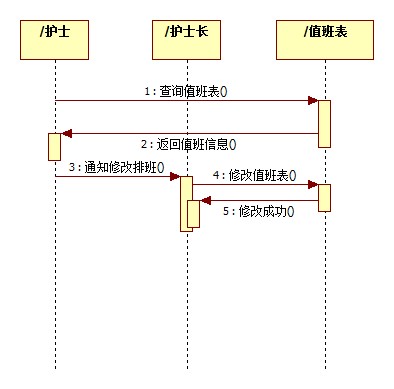 /护士
/护士长
/值班表
1 : 查询值班表()
2 : 返回值班信息()
3 : 通知修改排班()
4 : 修改值班表()
5 : 修改成功()